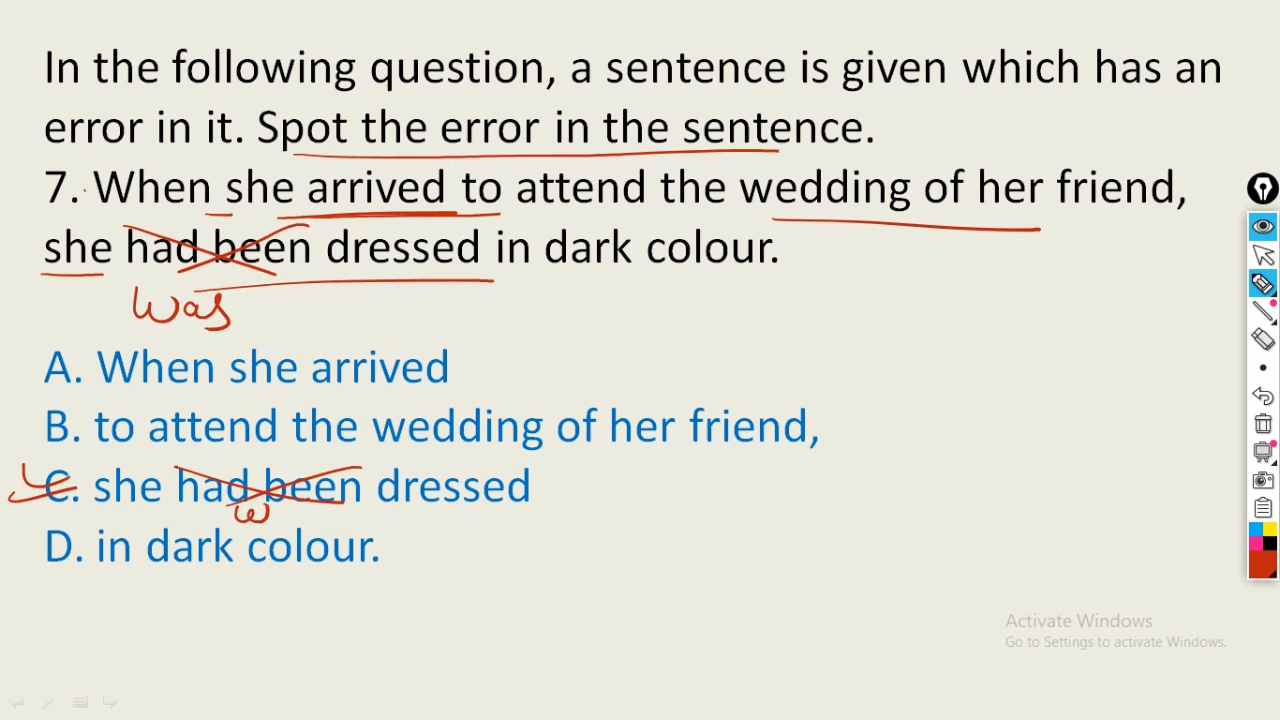 In the following question, a sentence is given which has an
error in it. Spot the error in the sentence.
7. When she arrived to attend the wedding of her friend,
she had been dressed in dark colour.
was
A. When she arrived
B. to attend the wedding of her friend,
C. she had been dressed
w
D. in dark colour.
Activate Windows
Go to Settings to activate Windows.